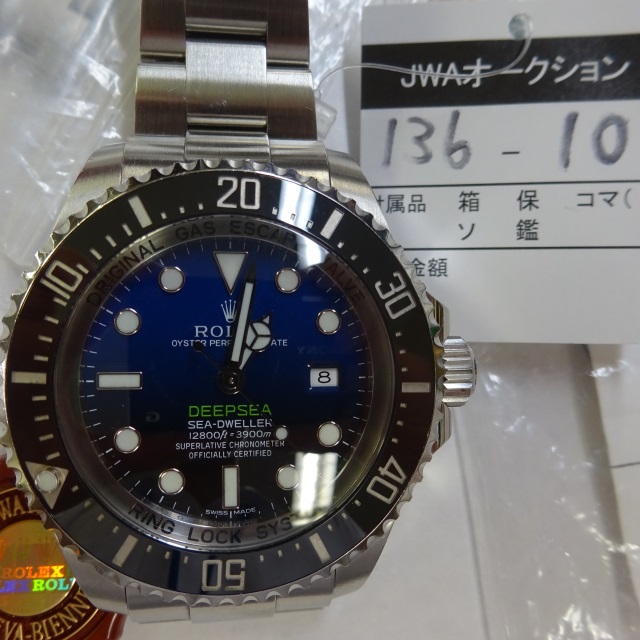 JWAオークション
136-10
付属品 箱 保 コマ(
ソ 鑑
金額
20
30
40
50
10
ORIGINAL GAS ESCAPE VALVE
RING LOCK SYS
OYSTER PERPETUAL DATE
8
DEEPSEA
SEA-DWELLER
12800ft=3900m
SUPERLATIVE CHRONOMETER
OFFICIALLY CERTIFIED
SWISS MADE
ROLEX
ROL